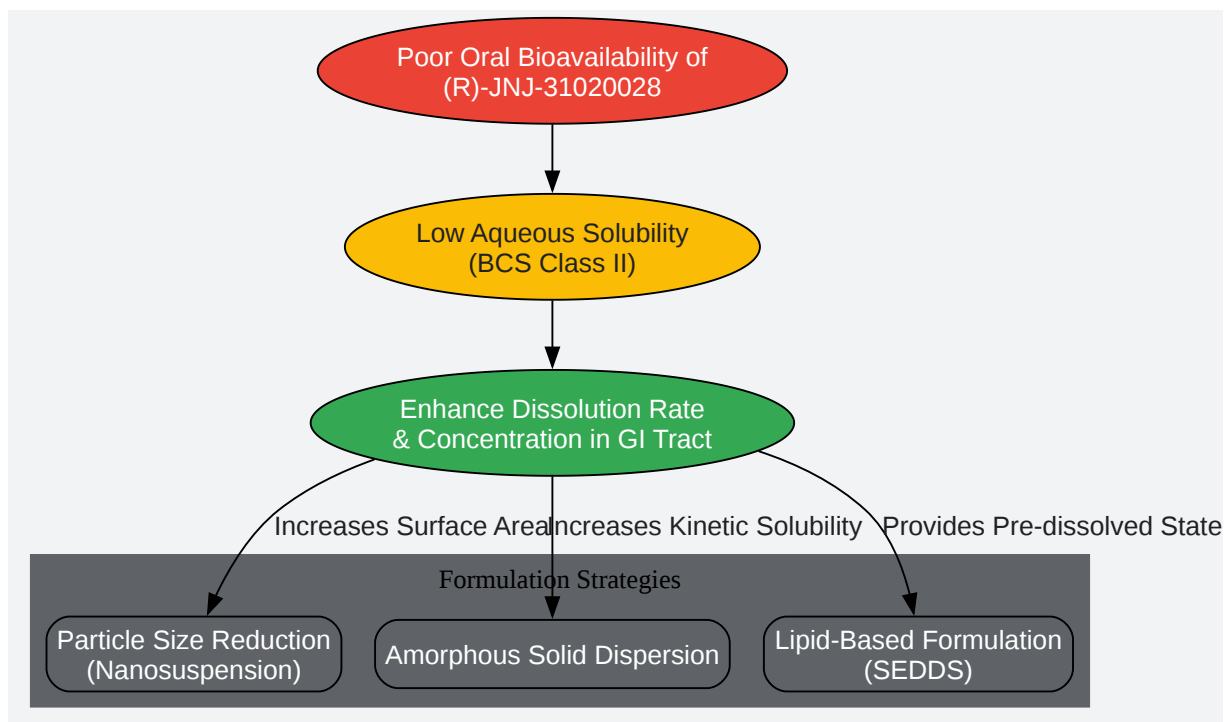 Poor Oral Bioavailability of
(R)-JNJ-31020028
Low Aqueous Solubility
(BCS Class II)
Enhance Dissolution Rate
& Concentration in GI Tract
Increases Surface Area
Increases Kinetic Solubility
Provides Pre-dissolved State
Formulation Strategies
Particle Size Reduction
(Nanosuspension)
Amorphous Solid Dispersion
Lipid-Based Formulation
(SEDDS)